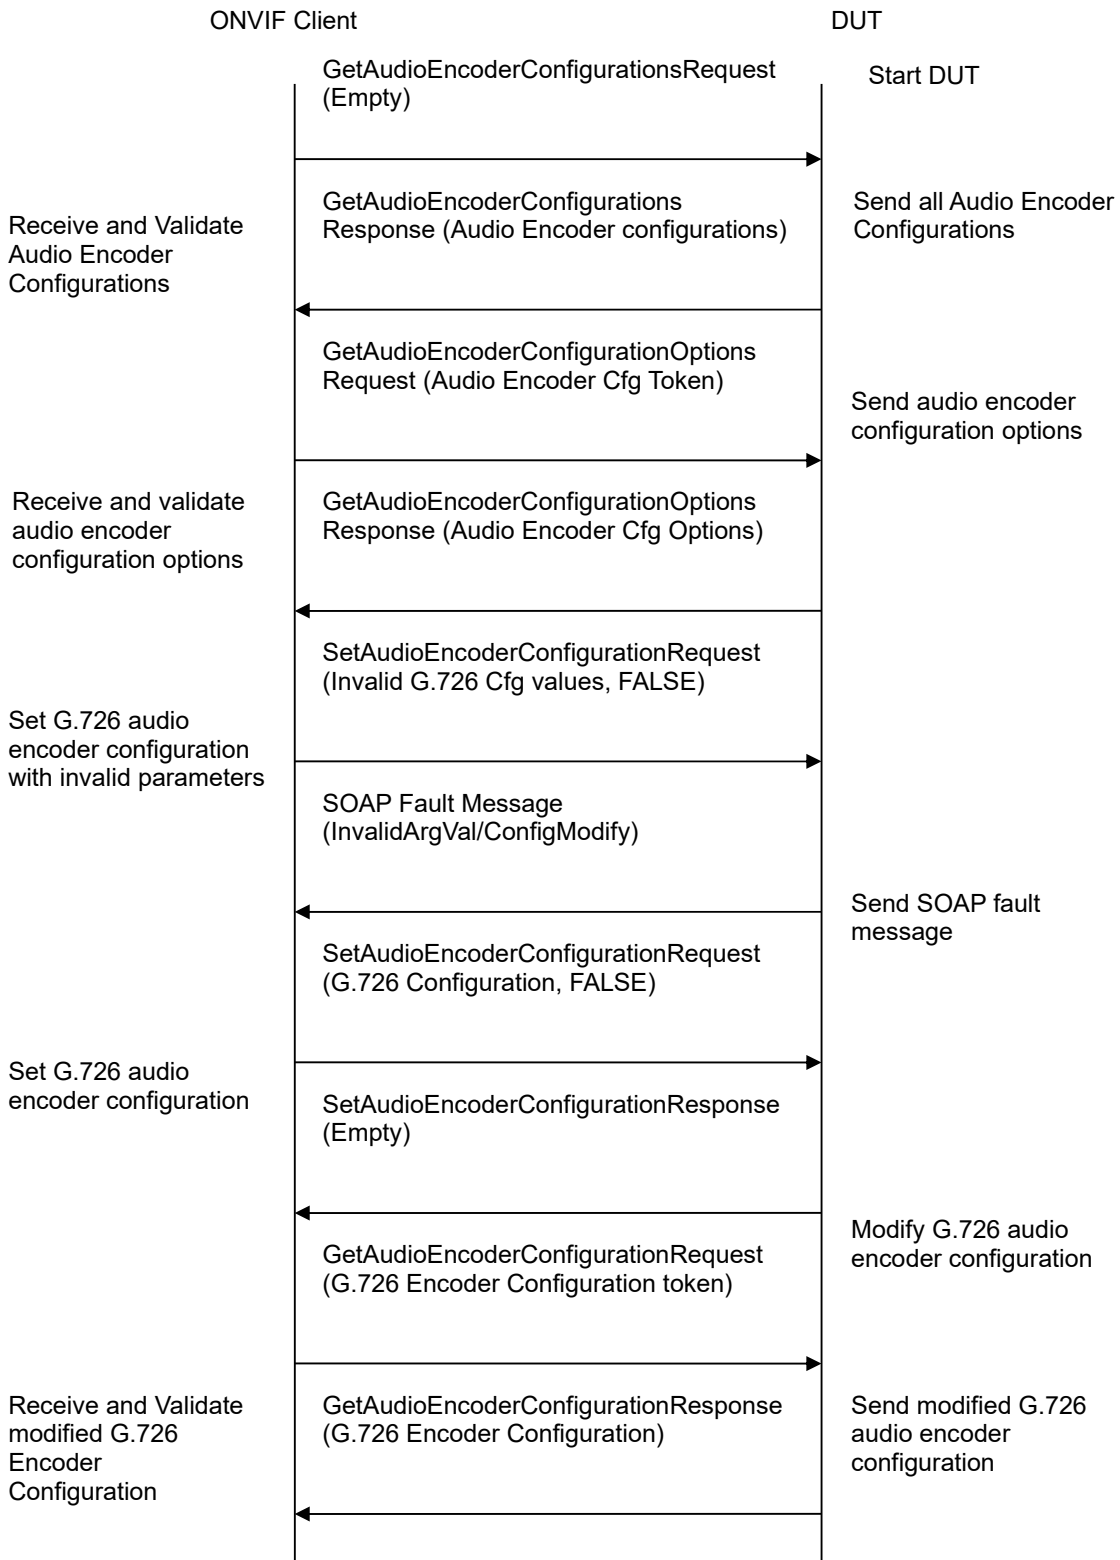 ONVIF Client
DUT
GetAudioEncoderConfigurationsRequest
(Empty)
Start DUT
GetAudioEncoderConfigurations
Response (Audio Encoder configurations)
Send all Audio Encoder
Configurations
Receive and Validate
Audio Encoder
Configurations
GetAudioEncoderConfigurationOptions
Request (Audio Encoder Cfg Token)
Send audio encoder
configuration options
Receive and validate
audio encoder
configuration options
GetAudioEncoderConfigurationOptions
Response (Audio Encoder Cfg Options)
SetAudioEncoderConfigurationRequest
(Invalid G.726 Cfg values, FALSE)
Set G.726 audio
encoder configuration
with invalid parameters
SOAP Fault Message
(InvalidArgVal/ConfigModify)
Send SOAP fault
message
SetAudioEncoderConfigurationRequest
(G.726 Configuration, FALSE)
Set G.726 audio
encoder configuration
SetAudioEncoderConfigurationResponse
(Empty)
Modify G.726 audio
encoder configuration
GetAudioEncoderConfigurationRequest
(G.726 Encoder Configuration token)
Receive and Validate
modified G.726
Encoder
Configuration
GetAudioEncoderConfigurationResponse
(G.726 Encoder Configuration)
Send modified G.726
audio encoder
configuration